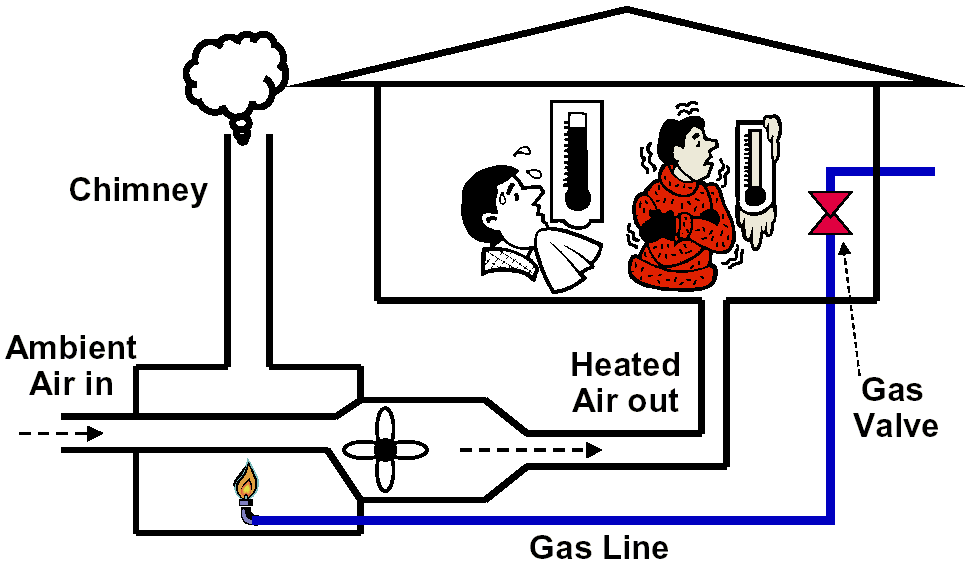 Chimney
Ambient
Air in
Heated
Air out
Gas
Valve
Gas Line